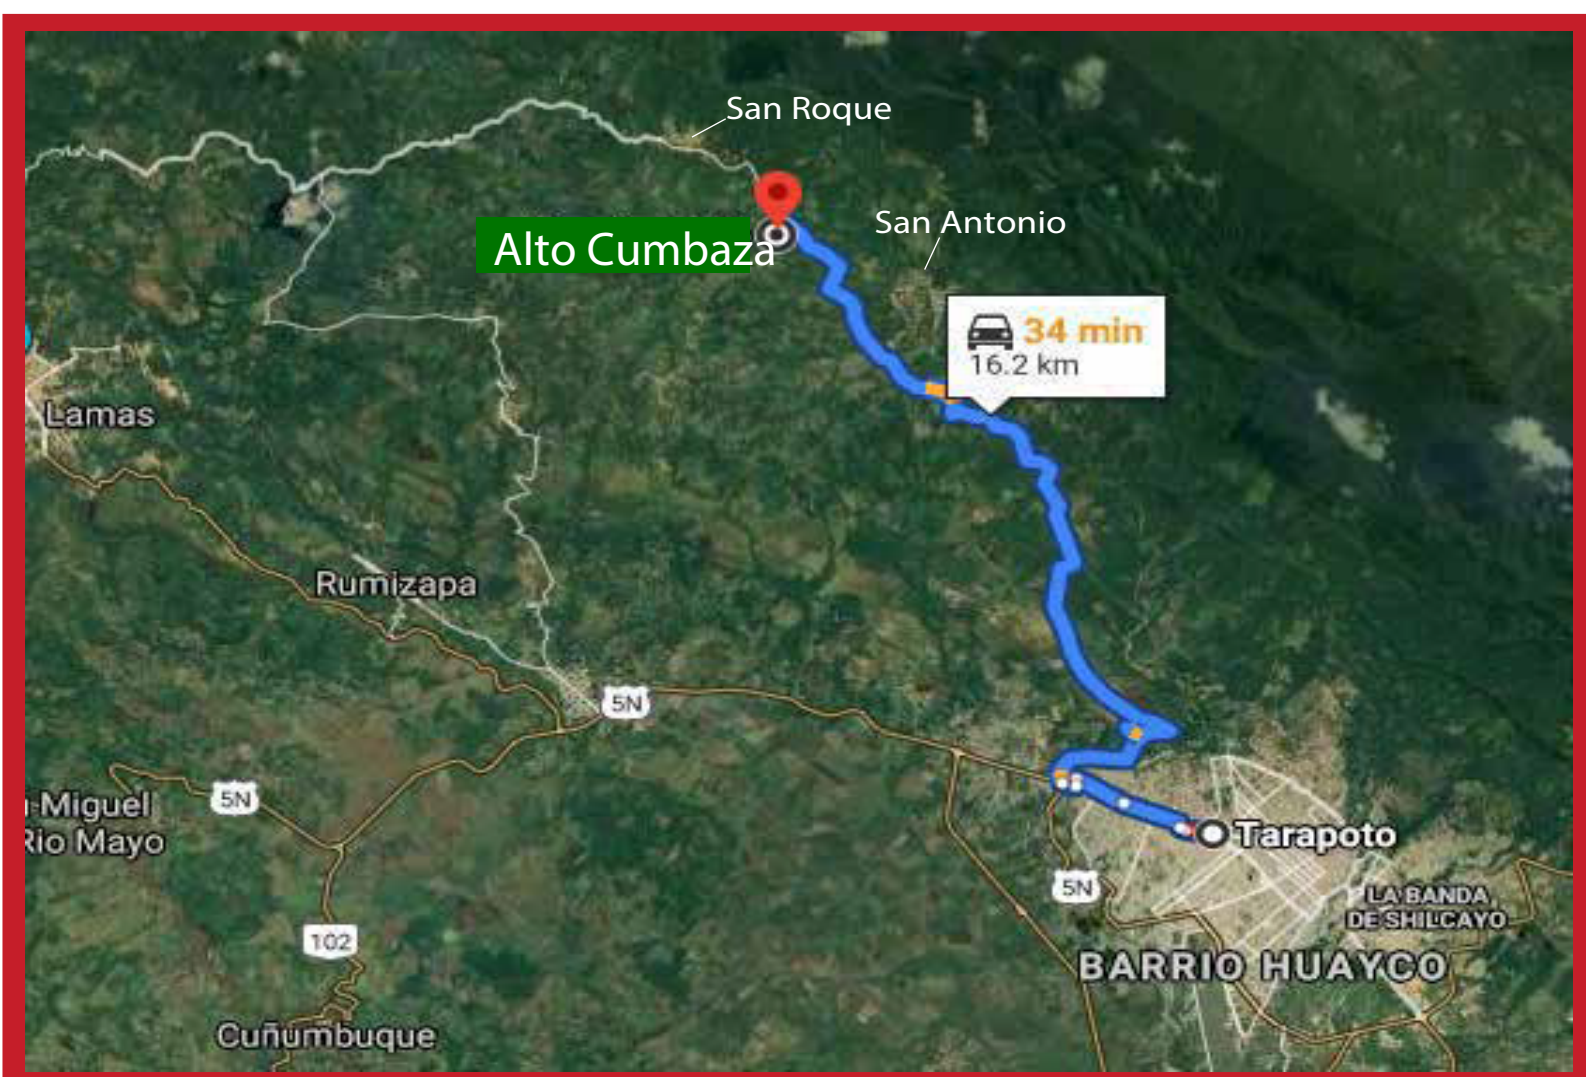 San Roque
San Antonio
Alto Cumbaza
34 min
16.2 km
Lamas
Rumizapa
5N
5N
Miguel
Rio Mayo
Tarapoto
5N
LA BANDA
DE SHILCAYO
102
BARRIO HUAYCO
Cuñumbuque